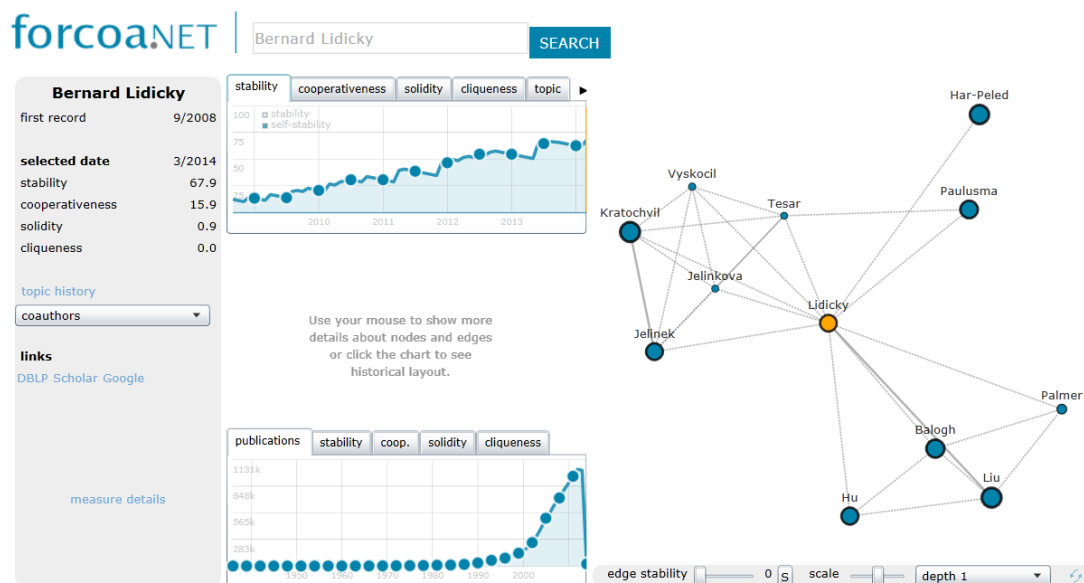 forcoa.NET
Bernard Lidicky
SEARCH
Bernard Lidicky
first record 9/2008
selected date 3/2014
stability 67.9
cooperativeness 15.9
solidity 0.9
cliqueness 0.0
topic history
coauthors
links
DBLP Scholar Google
measure details
stability cooperativeness solidity cliqueness topic
100
75
50
25
stability
self-stability
2010 2011 2012 2013
Use your mouse to show more
details about nodes and edges
or click the chart to see
historical layout.
publications stability coop. solidity cliqueness
1131k
848k
565k
283k
1950 1960 1970 1980 1990 2000
Har-Peled
Vyskocil
Paulusma
Tesar
Kratochvil
Jelinkova
Lidicky
Jelinek
Palmer
Balogh
Liu
Hu
edge stability 0 S scale depth 1